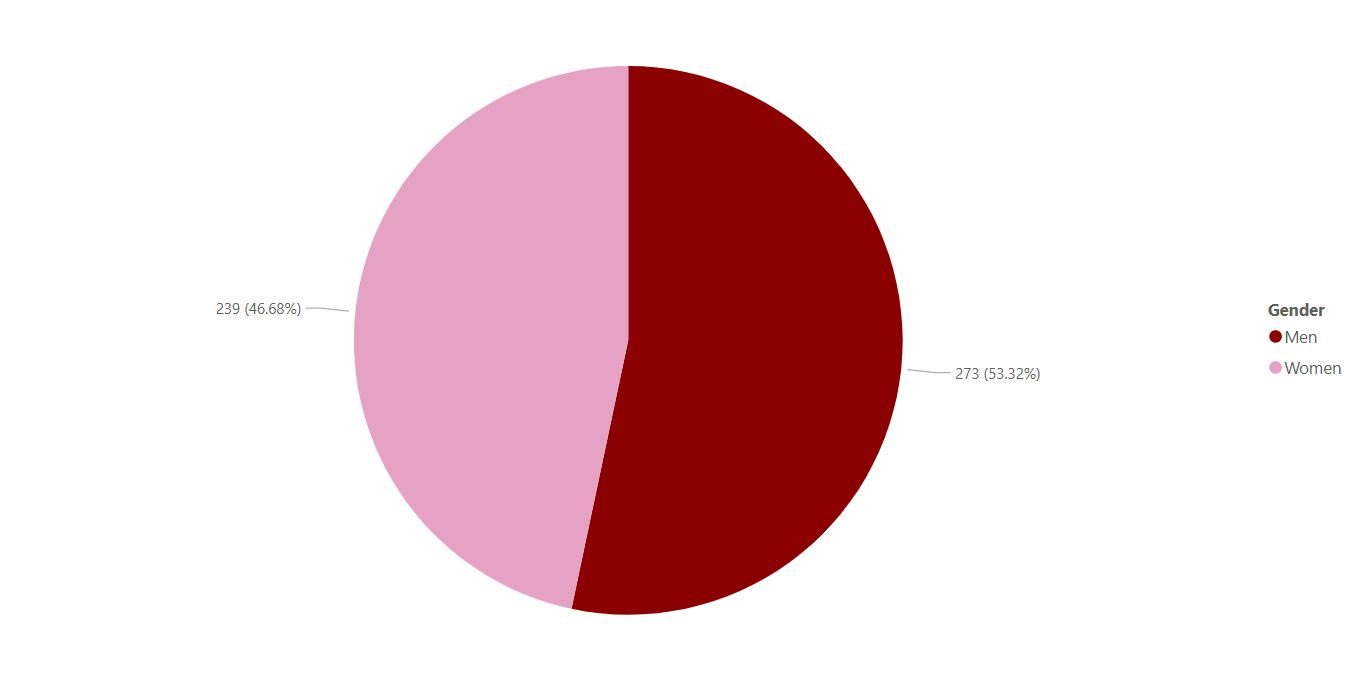 239 (46.68%)
273 (53.32%)
Gender
Men
Women